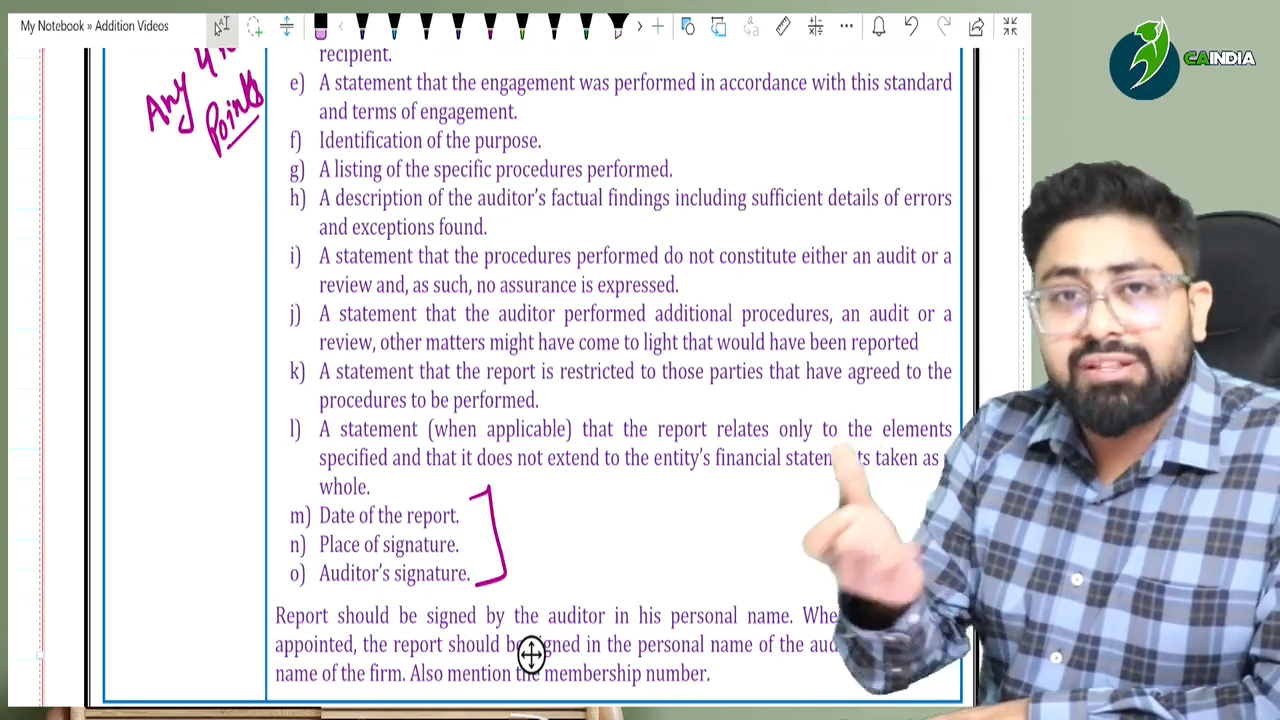 My Notebook » Addition Videos
CAINDIA
Any
Points
recipient.
e) A statement that the engagement was performed in accordance with this standard
and terms of engagement.
f) Identification of the purpose.
g) A listing of the specific procedures performed.
h) A description of the auditor's factual findings including sufficient details of errors
and exceptions found.
i) A statement that the procedures performed do not constitute either an audit or a
review and, as such, no assurance is expressed.
j) A statement that the auditor performed additional procedures, an audit or a
review, other matters might have come to light that would have been reported
k) A statement that the report is restricted to those parties that have agreed to the
procedures to be performed.
l) A statement (when applicable) that the report relates only to the elements
specified and that it does not extend to the entity's financial taken as
whole.
m) Date of the report.
n) Place of signature.
o) Auditor's signature.
Report should be signed by the auditor in his personal name.
appointed, the report should in the personal name of the
name of the firm. Also mention the membership number.